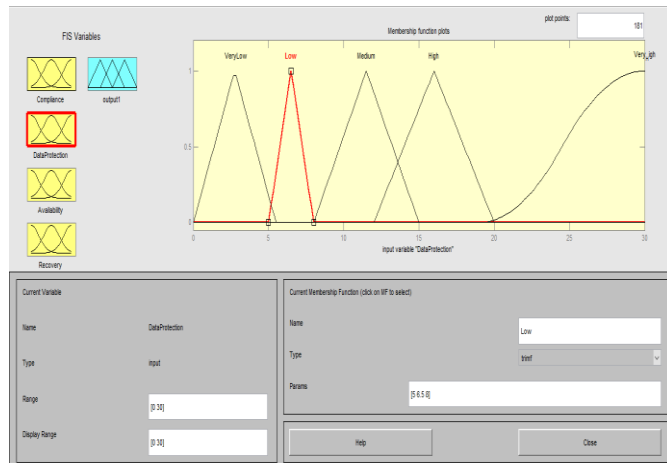 plot points:
181
FIS Variables
Membership function plots
VeryLow
Low
Medium
High
Very_igh
Compliance
output1
DataProtection
Availability
Recovery
1
0.5
0
0
5
10
15
20
25
30
input variable "DataProtection"
Current Variable
Name
DataProtection
Type
input
Range
[0 30]
Display Range
[0 30]
Current Membership Function (click on MF to select)
Name
Low
Type
trimf
Params
[5 6.5 8]
Help
Close